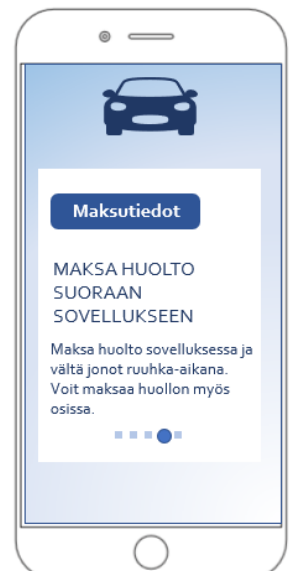 Maksutiedot
MAKSA HUOLTO
SUORAAN
SOVELLUKSEEN
Maksa huolto sovelluksessa ja
vältä jonot ruuhka-aikana.
Voit maksaa huollon myös
osissa.